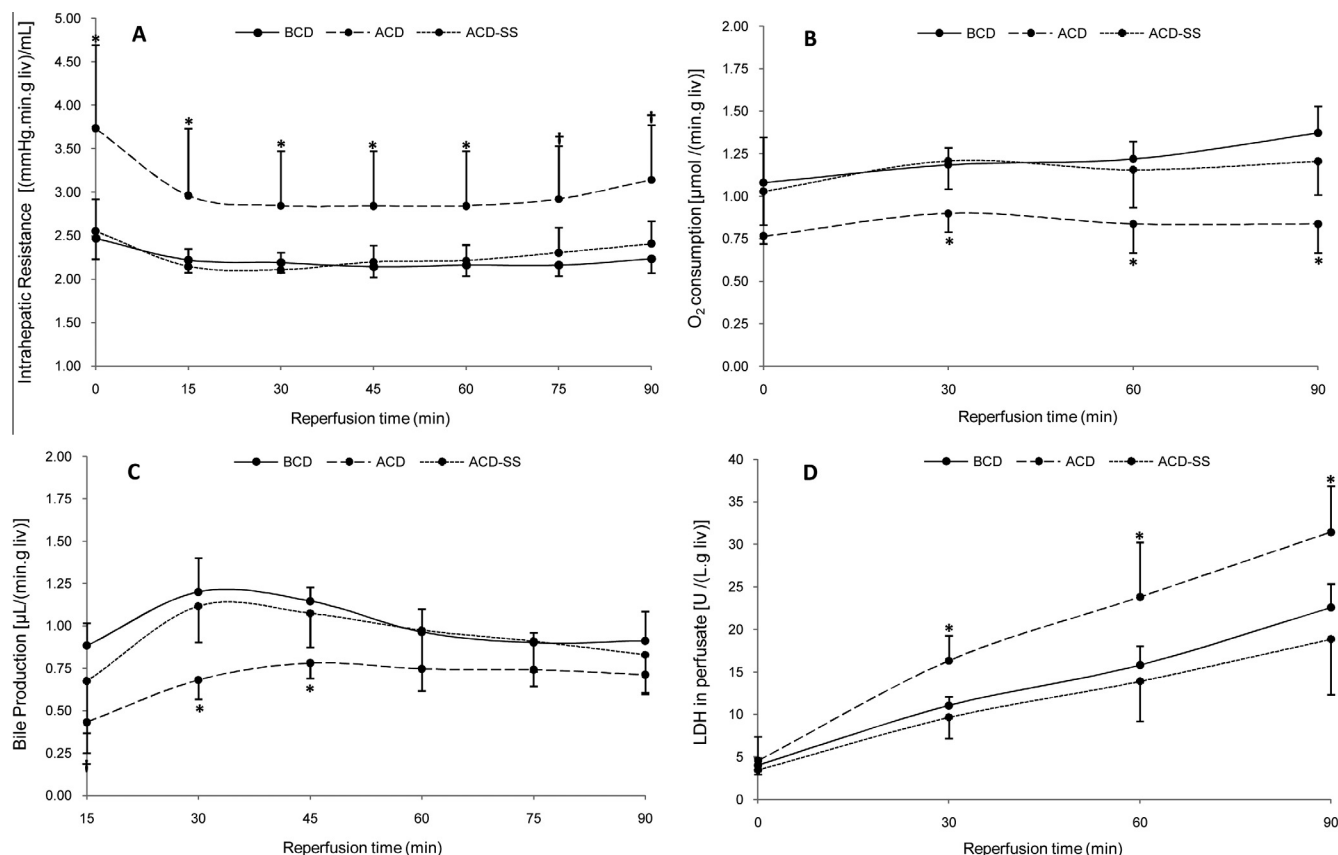 A
BCD ACD ACD-SS
5.00
4.50
4.00
3.50
3.00
2.50
2.00
1.50
1.00
* * * * * † †
Intrahepatic Resistance [(mmHg.min.g liv)/mL]
0 15 30 45 60 75 90
Reperfusion time (min)
B
BCD ACD ACD-SS
2.00
1.75
1.50
1.25
1.00
0.75
0.50
0.25
0.00
* * *
O2 consumption [µmol /(min.g liv)]
0 30 60 90
Reperfusion time (min)
C
BCD ACD ACD-SS
2.00
1.75
1.50
1.25
1.00
0.75
0.50
0.25
0.00
† * *
Bile Production [µL/(min.g liv)]
15 30 45 60 75 90
Reperfusion time (min)
D
BCD ACD ACD-SS
40
35
30
25
20
15
10
5
0
* * *
LDH in perfusate [U /(L.g liv)]
0 30 60 90
Reperfusion time (min)